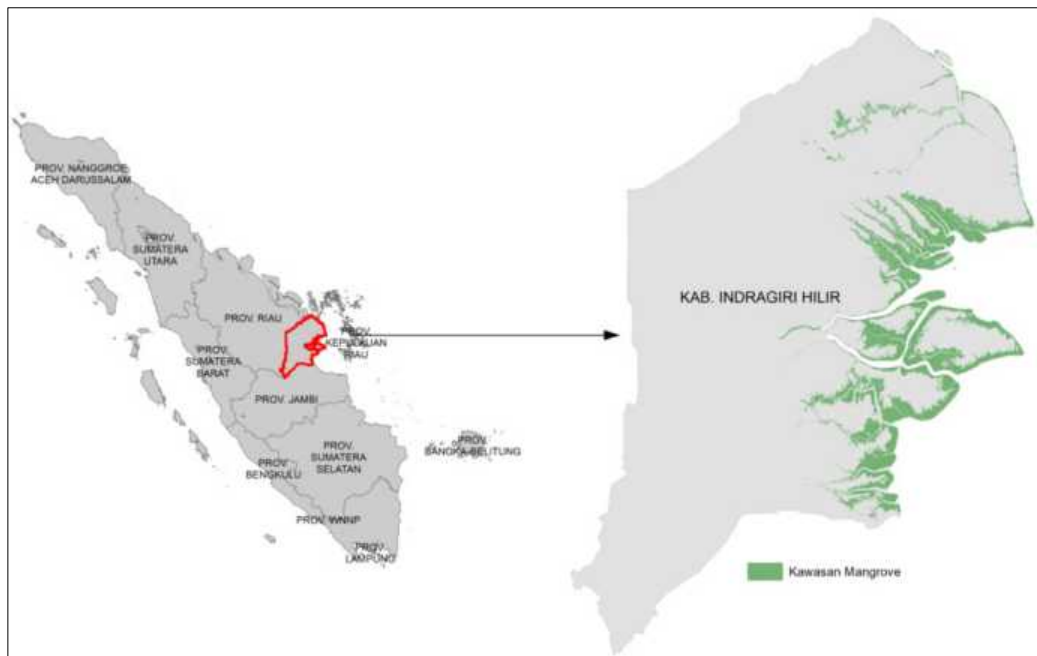 PROV. NANGGROE
ACEH DARUSSALAM
PROV.
SUMATERA
UTARA
PROV. RIAU
PROV.
KEPULAUAN
RIAU
PROV.
SUMATERA
BARAT
PROV. JAMBI
PROV.
BANGKA-BELITUNG
PROV.
SUMATERA
SELATAN
PROV.
BENGKULU
PROV. WNNP
PROV.
LAMPUNG
KAB. INDRAGIRI HILIR
Kawasan Mangrove